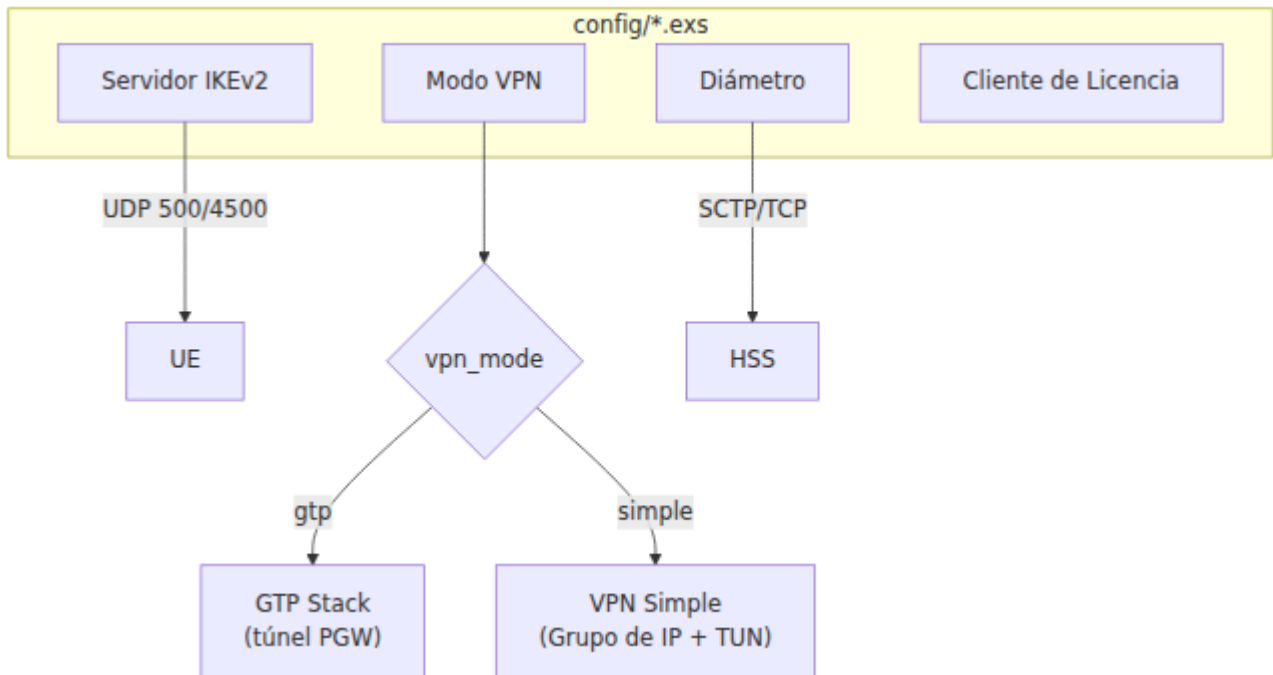 config/*.exs
Servidor IKEv2
Modo VPN
Diámetro
Cliente de Licencia
UDP 500/4500
SCTP/TCP
UE
vpn_mode
HSS
gtp
simple
GTP Stack
(túnel PGW)
VPN Simple
(Grupo de IP + TUN)